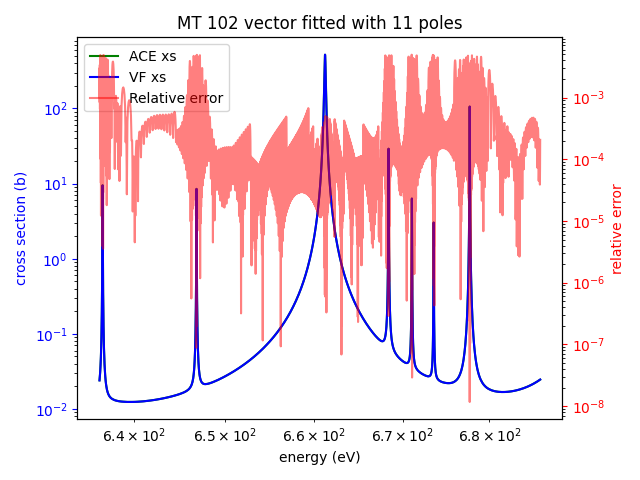 MT 102 vector fitted with 11 poles
ACE xs
VF xs
Relative error
cross section (b)
10²
10¹
10⁰
10⁻¹
10⁻²
relative error
10⁻³
10⁻⁴
10⁻⁵
10⁻⁶
10⁻⁷
10⁻⁸
6.4 × 10² 6.5 × 10² 6.6 × 10² 6.7 × 10² 6.8 × 10²
energy (eV)